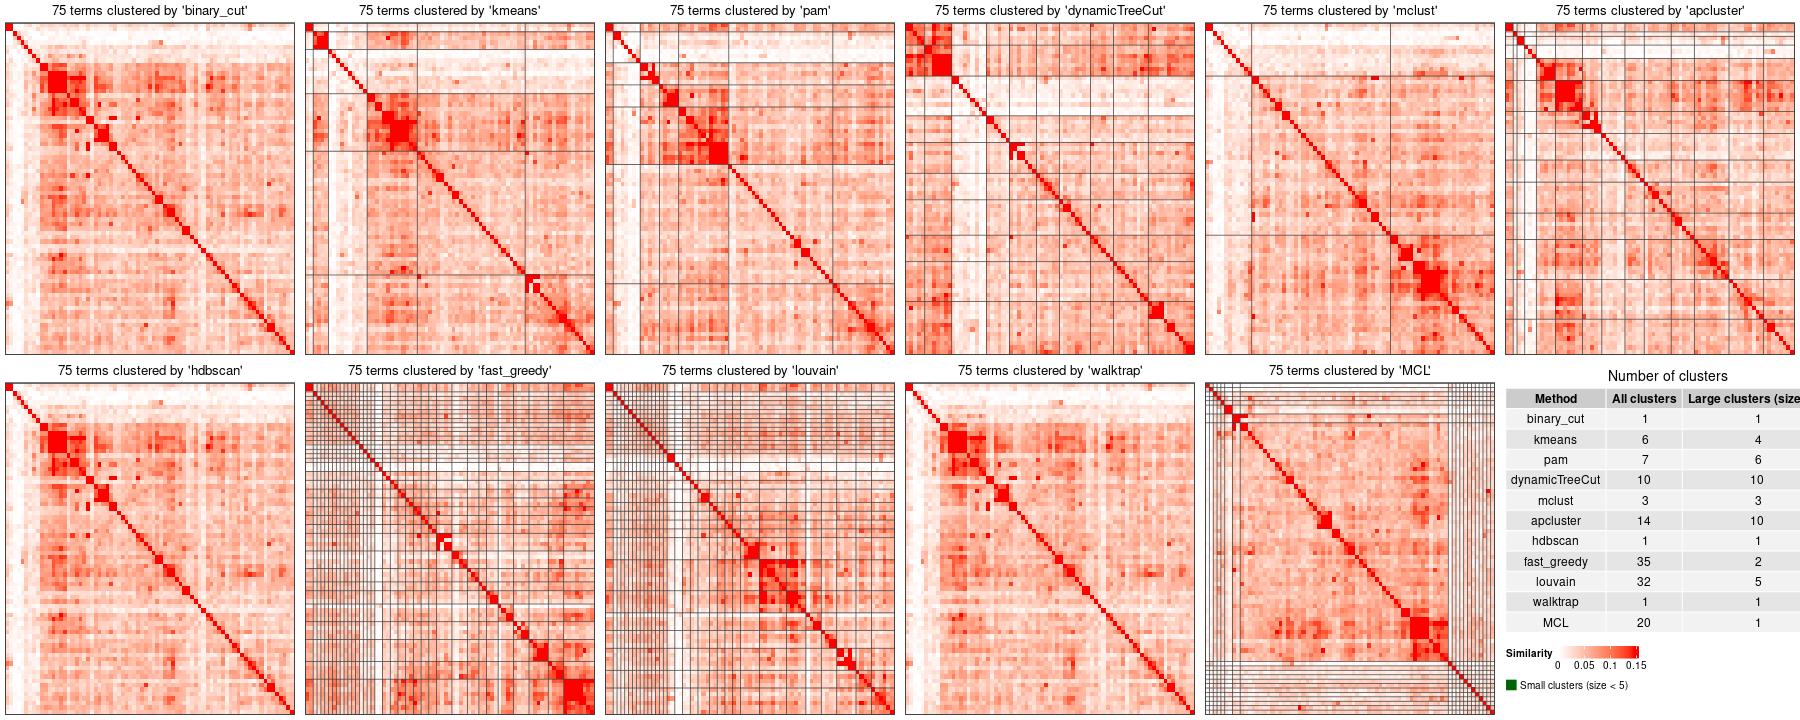 75 terms clustered by 'binary_cut'
75 terms clustered by 'kmeans'
75 terms clustered by 'pam'
75 terms clustered by 'dynamicTreeCut'
75 terms clustered by 'mclust'
75 terms clustered by 'apcluster'
75 terms clustered by 'hdbscan'
75 terms clustered by 'fast_greedy'
75 terms clustered by 'louvain'
75 terms clustered by 'walktrap'
75 terms clustered by 'MCL'
Number of clusters
Method All clusters Large clusters (size
binary_cut 1 1
kmeans 6 4
pam 7 6
dynamicTreeCut 10 10
mclust 3 3
apcluster 14 10
hdbscan 1 1
fast_greedy 35 2
louvain 32 5
walktrap 1 1
MCL 20 1
Similarity
0 0.05 0.1 0.15
Small clusters (size < 5)